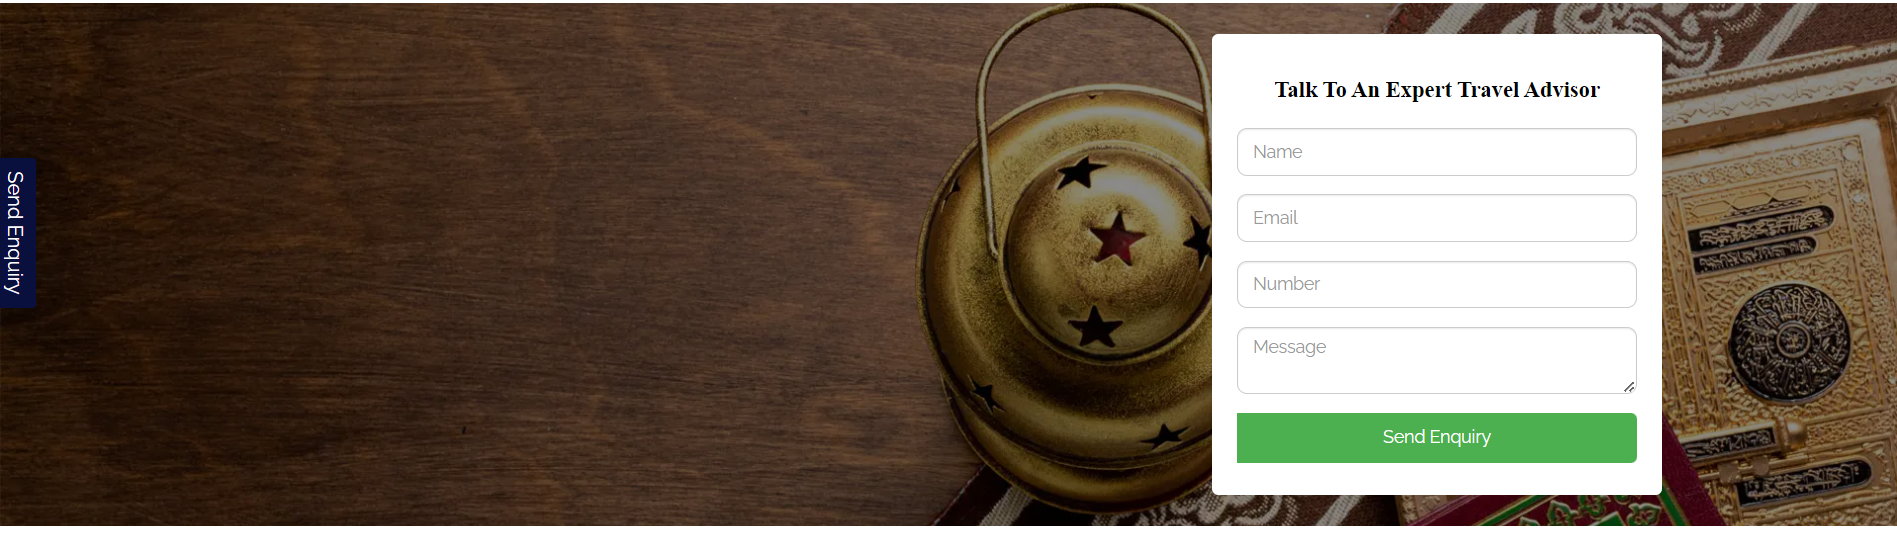 Send Enquiry
Talk To An Expert Travel Advisor
Name
Email
Number
Message
Send Enquiry